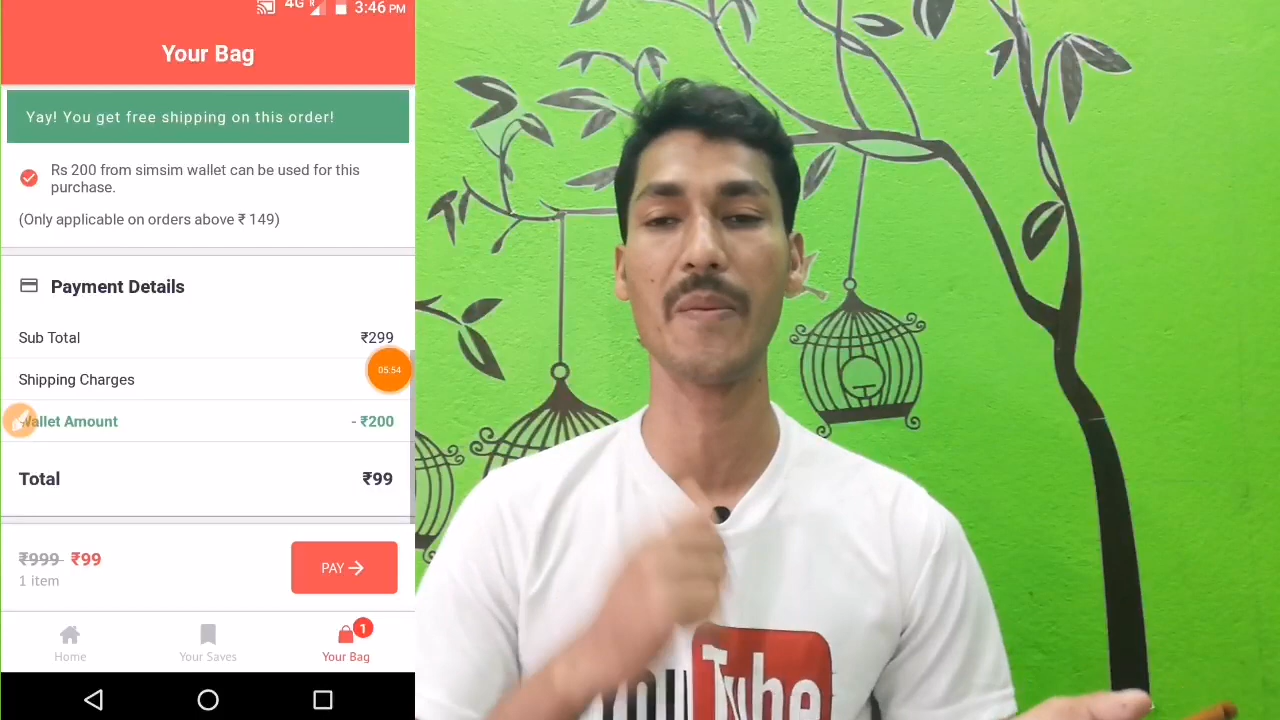 4G R 3:46 PM
Your Bag
Yay! You get free shipping on this order!
Rs 200 from simsim wallet can be used for this
purchase.
(Only applicable on orders above ₹ 149)
Payment Details
Sub Total ₹299
Shipping Charges
05:54
Wallet Amount - ₹200
Total ₹99
₹999 ₹99
1 item
PAY
1
Home Your Saves Your Bag
You Tube